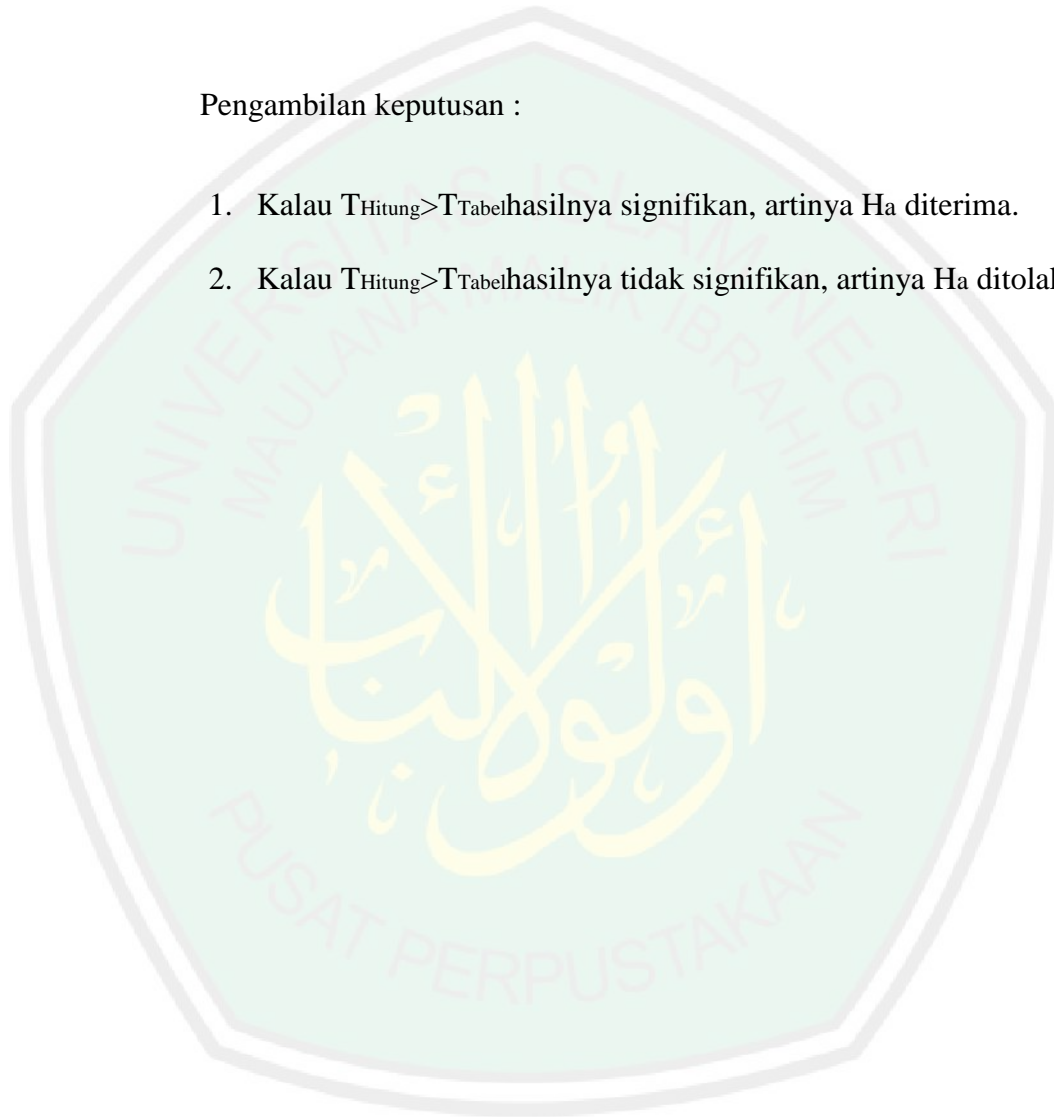 Pengambilan keputusan :
1. Kalau THitung>TTabelhasilnya signifikan, artinya Ha diterima.
2. Kalau THitung>TTabelhasilnya tidak signifikan, artinya Ha
UNIVERSITAS ISLAM NEGERI
MAULANA MALIK IBRAHIM
PUSAT PERPUSTAKAAN